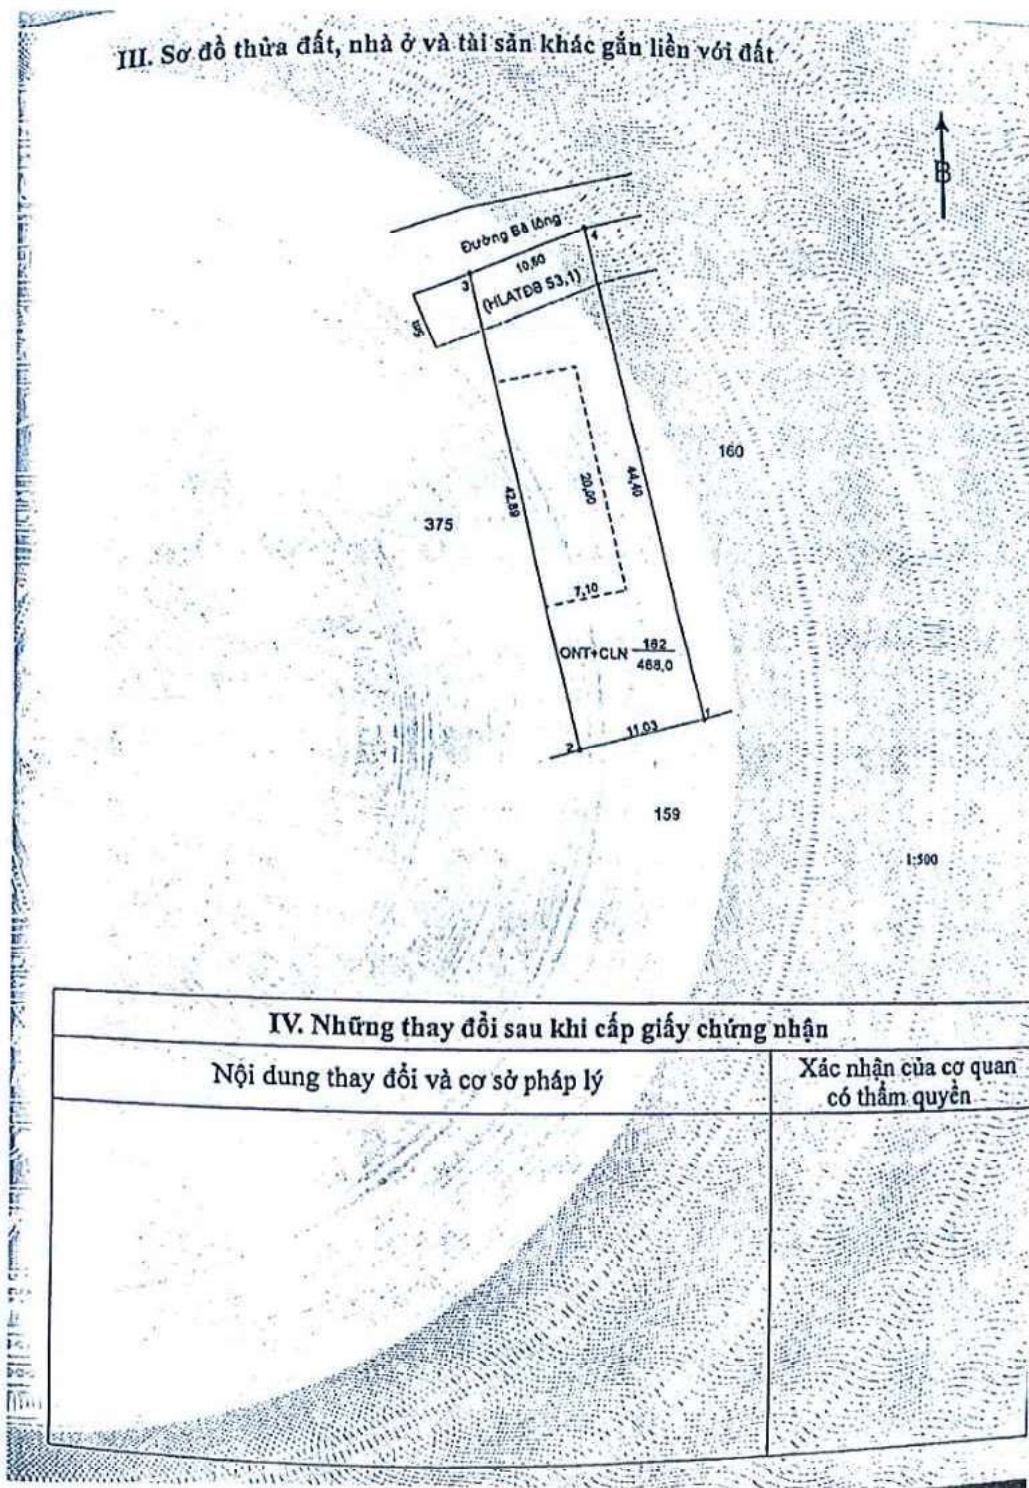 III. Sơ đồ thửa đất, nhà ở và tài sản khác gắn liền với đất
B
Đường Bà lông
4
10,60
3
(HLATĐB 53,1)
5m
160
42,89
20,00
44,40
375
7,10
ONT+CLN 162
468,0
1
11,03
2
159
1:500
IV. Những thay đổi sau khi cấp giấy chứng nhận
Nội dung thay đổi và cơ sở pháp lý
Xác nhận của cơ quan
có thẩm quyền